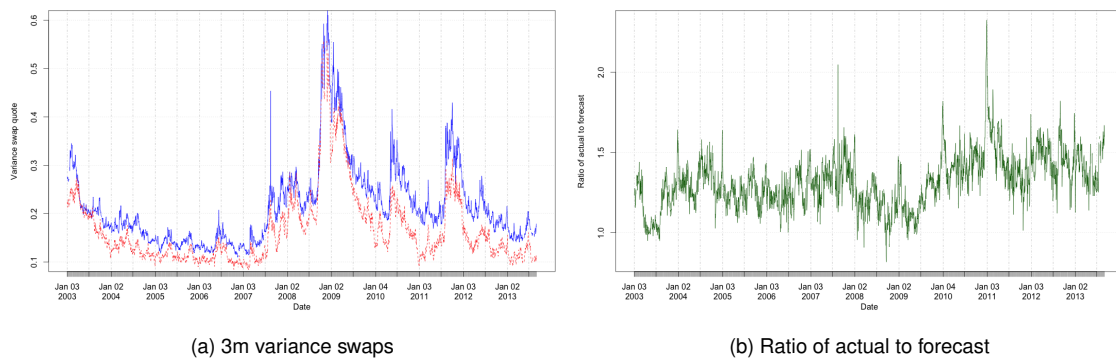 Variance swap quote
0.6
0.5
0.4
0.3
0.2
0.1
Jan 03 Jan 02 Jan 03 Jan 03 Jan 03 Jan 02 Jan 02 Jan 04 Jan 03 Jan 02 Jan 02
2003 2004 2005 2006 2007 2008 2009 2010 2011 2012 2013
Date
(a) 3m variance swaps
Ratio of actual to forecast
2.0
1.5
1.0
Jan 03 Jan 02 Jan 03 Jan 03 Jan 03 Jan 02 Jan 02 Jan 04 Jan 03 Jan 02 Jan 02
2003 2004 2005 2006 2007 2008 2009 2010 2011 2012 2013
Date
(b) Ratio of actual to forecast